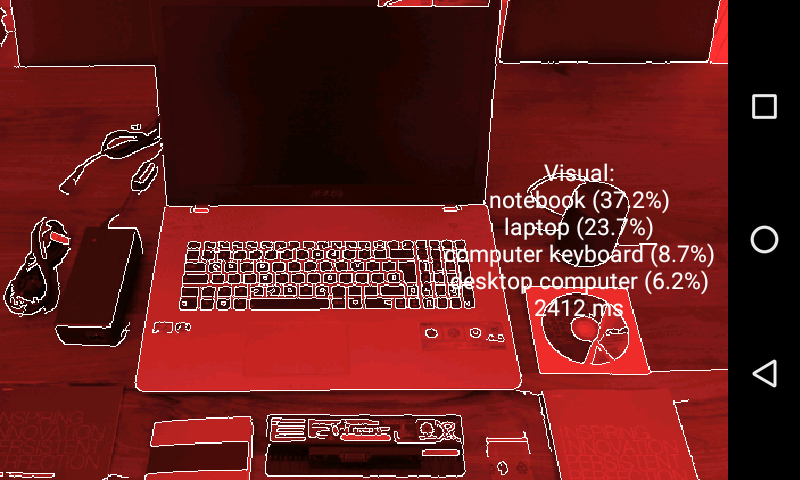 Visual:
notebook (37.2%)
laptop (23.7%)
computer keyboard (8.7%)
desktop computer (6.2%)
2412 ms